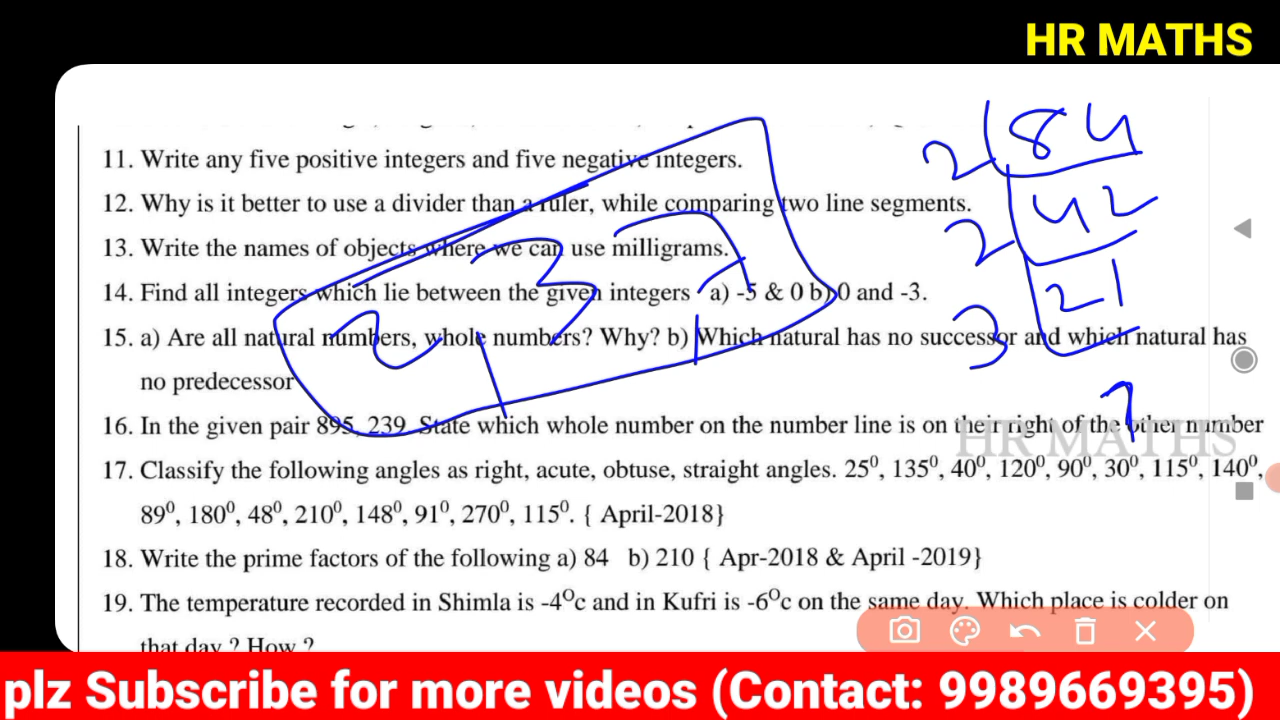 HR MATHS
11. Write any five positive integers and five negative integers.
12. Why is it better to use a divider than a ruler, while comparing two line segments.
13. Write the names of objects where we can use milligrams.
14. Find all integers which lie between the given integers a) -5 & 0 b) 0 and -3.
15. a) Are all natural numbers, whole numbers? Why? b) Which natural has no successor and which natural has
no predecessor
16. In the given pair 895, 239 State which whole number on the number line is on their right of the other number
HR MATHS
17. Classify the following angles as right, acute, obtuse, straight angles. 25⁰, 135⁰, 40⁰, 120⁰, 90⁰, 30⁰, 115⁰, 140⁰,
89⁰, 180⁰, 48⁰, 210⁰, 148⁰, 91⁰, 270⁰, 115⁰. { April-2018}
18. Write the prime factors of the following a) 84 b) 210 { Apr-2018 & April -2019}
19. The temperature recorded in Shimla is -4⁰c and in Kufri is -6⁰c on the same day. Which place is colder on
that day ? How ?
2 84
2 42
3 21
7
2, 3, 7
plz Subscribe for more videos (Contact: 9989669395)